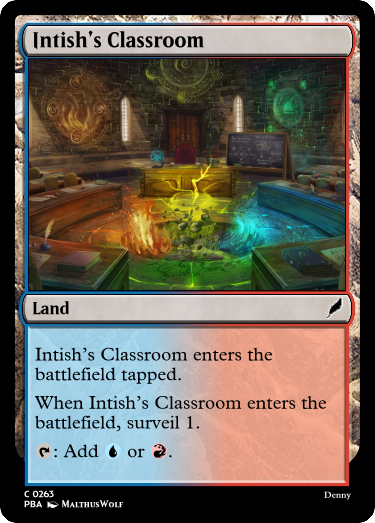 Intish's Classroom
Land
Intish's Classroom enters the
battlefield tapped.
When Intish's Classroom enters the
battlefield, surveil 1.
: Add or .
C 0263
Denny
PBA MalthusWolf